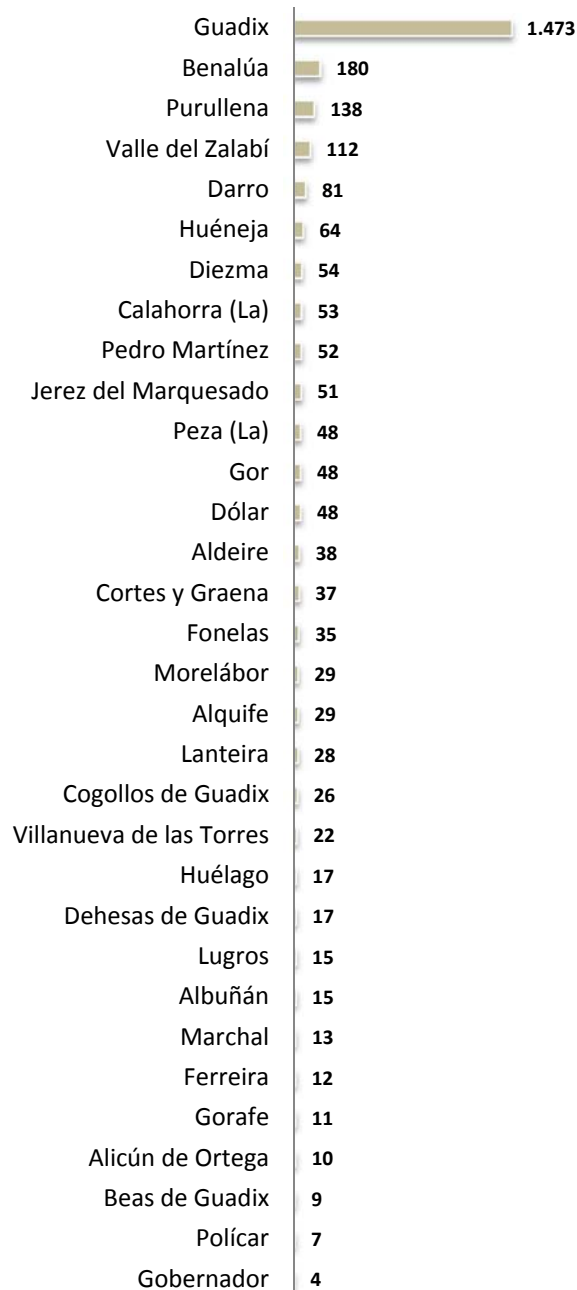 Guadix 1.473
Benalúa 180
Purullena 138
Valle del Zalabí 112
Darro 81
Huéneja 64
Diezma 54
Calahorra (La) 53
Pedro Martínez 52
Jerez del Marquesado 51
Peza (La) 48
Gor 48
Dólar 48
Aldeire 38
Cortes y Graena 37
Fonelas 35
Morelábor 29
Alquife 29
Lanteira 28
Cogollos de Guadix 26
Villanueva de las Torres 22
Huélago 17
Dehesas de Guadix 17
Lugros 15
Albuñán 15
Marchal 13
Ferreira 12
Gorafe 11
Alicún de Ortega 10
Beas de Guadix 9
Polícar 7
Gobernador 4